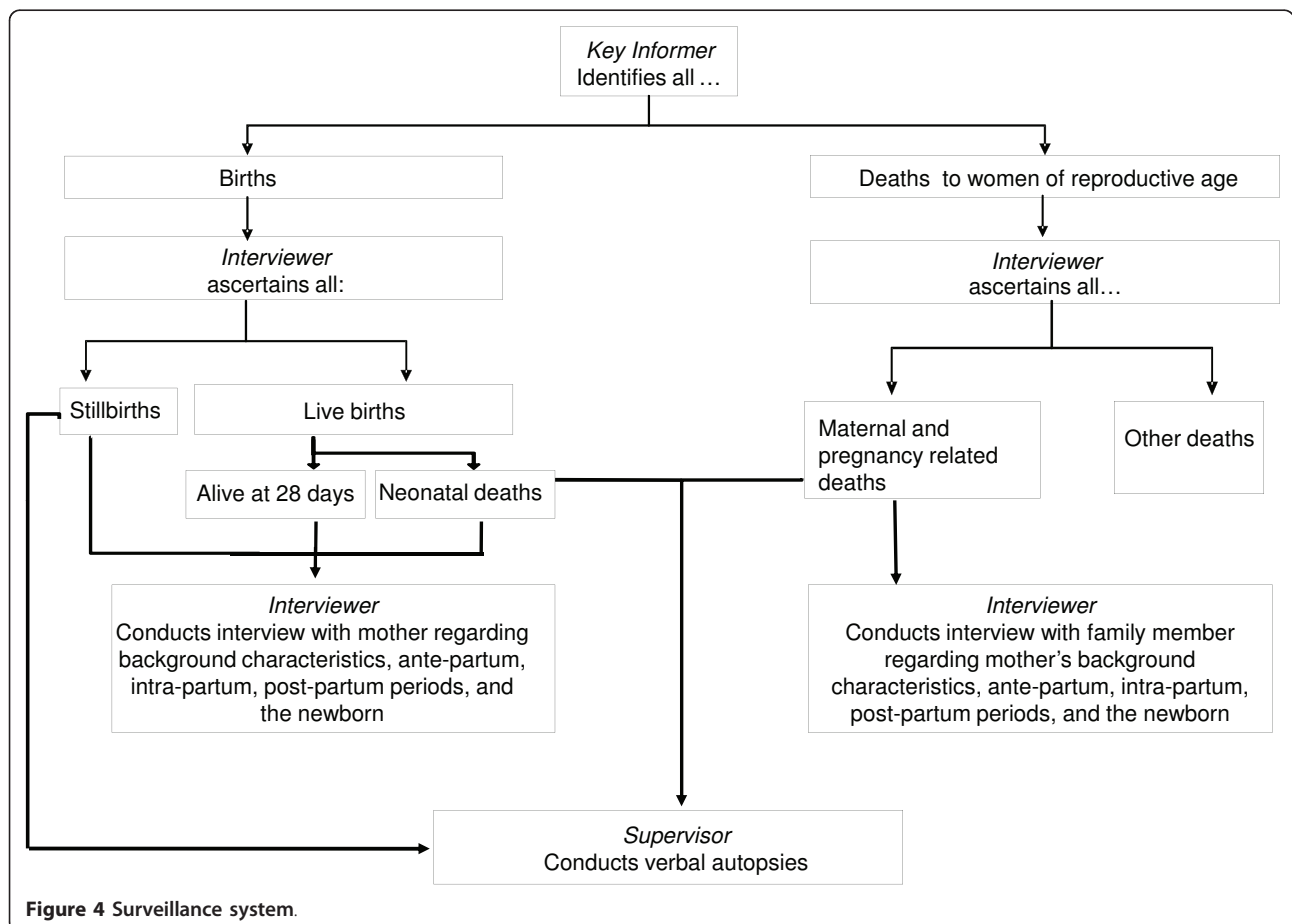 Key Informer
Identifies all …
Births
Deaths to women of reproductive age
Interviewer
ascertains all:
Interviewer
ascertains all…
Stillbirths
Live births
Maternal and
pregnancy related
deaths
Other deaths
Alive at 28 days
Neonatal deaths
Interviewer
Conducts interview with mother regarding
background characteristics, ante-partum,
intra-partum, post-partum periods, and
the newborn
Interviewer
Conducts interview with family member
regarding mother's background
characteristics, ante-partum, intra-partum,
post-partum periods, and the newborn
Supervisor
Conducts verbal autopsies
Figure 4 Surveillance system.